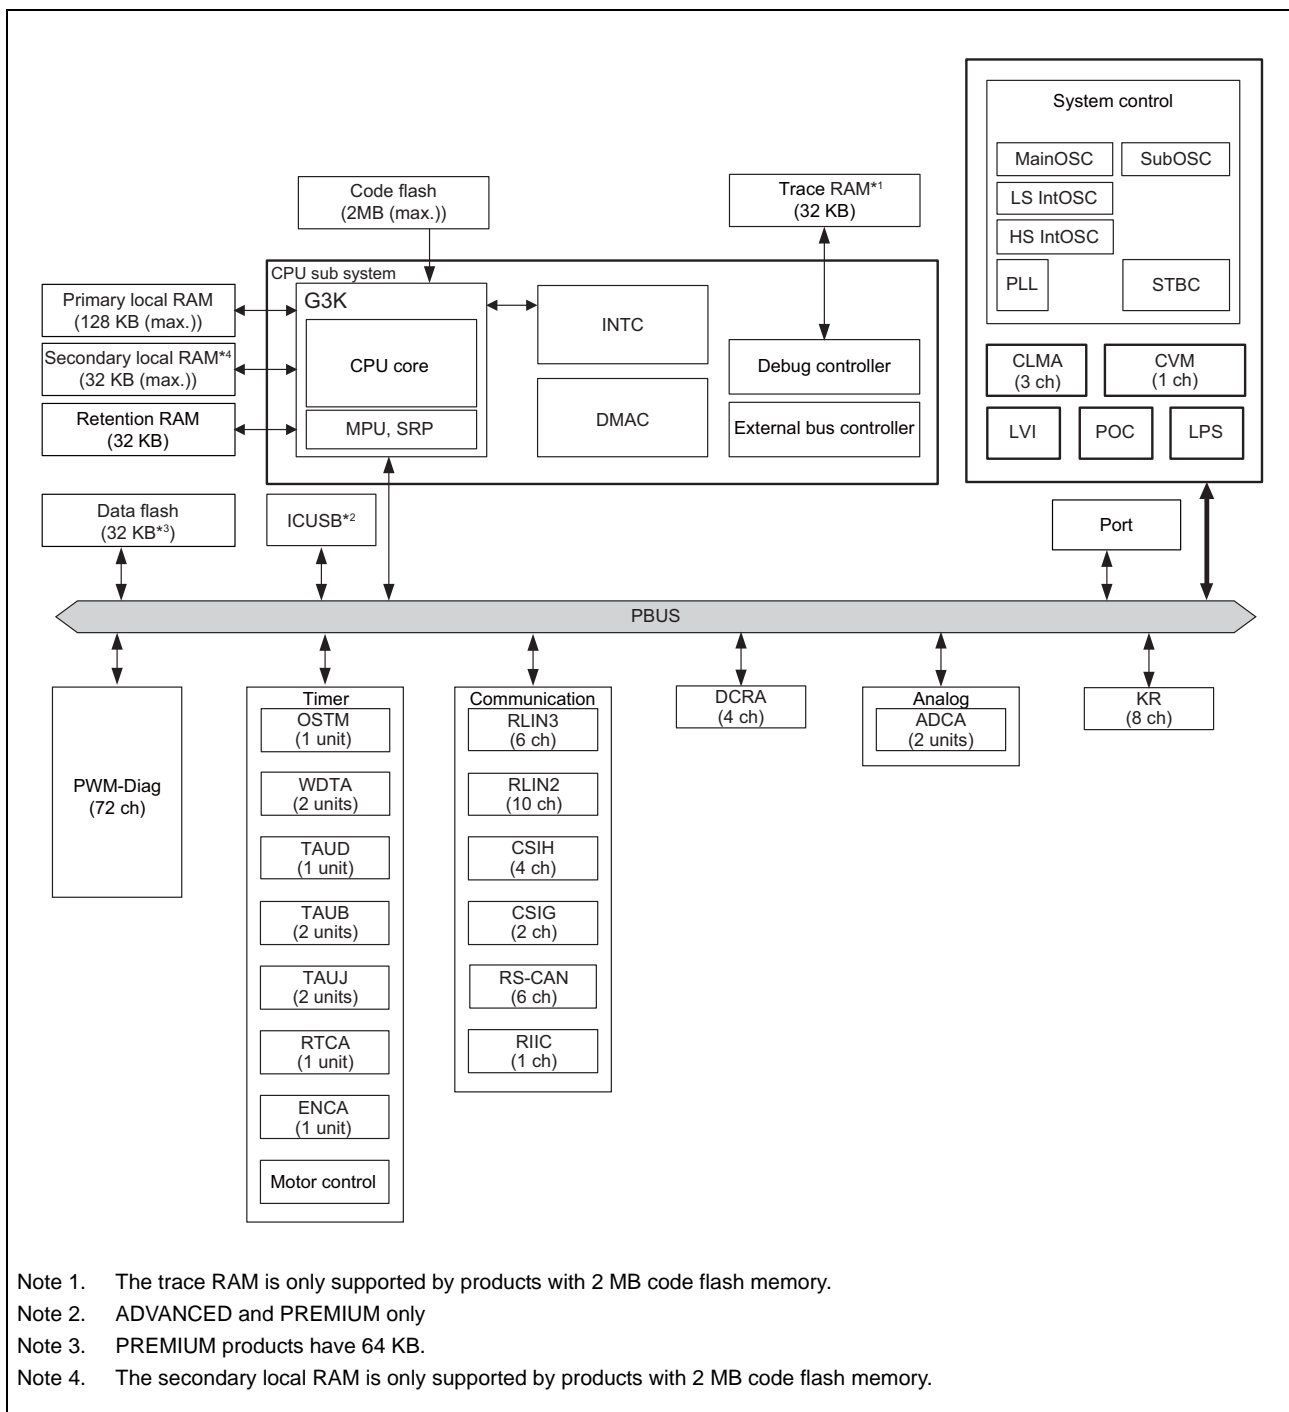 System control
MainOSC
SubOSC
LS IntOSC
HS IntOSC
PLL
STBC
CLMA
(3 ch)
CVM
(1 ch)
LVI
POC
LPS
Code flash
(2MB (max.))
Trace RAM*1
(32 KB)
CPU sub system
Primary local RAM
(128 KB (max.))
Secondary local RAM*4
(32 KB (max.))
Retention RAM
(32 KB)
G3K
CPU core
MPU, SRP
INTC
DMAC
Debug controller
External bus controller
Data flash
(32 KB*3)
ICUSB*2
Port
PBUS
PWM-Diag
(72 ch)
Timer
OSTM
(1 unit)
WDTA
(2 units)
TAUD
(1 unit)
TAUB
(2 units)
TAUJ
(2 units)
RTCA
(1 unit)
ENCA
(1 unit)
Motor control
Communication
RLIN3
(6 ch)
RLIN2
(10 ch)
CSIH
(4 ch)
CSIG
(2 ch)
RS-CAN
(6 ch)
RIIC
(1 ch)
DCRA
(4 ch)
Analog
ADCA
(2 units)
KR
(8 ch)
Note 1. The trace RAM is only supported by products with 2 MB code flash memory.
Note 2. ADVANCED and PREMIUM only
Note 3. PREMIUM products have 64 KB.
Note 4. The secondary local RAM is only supported by products with 2 MB code flash memory.